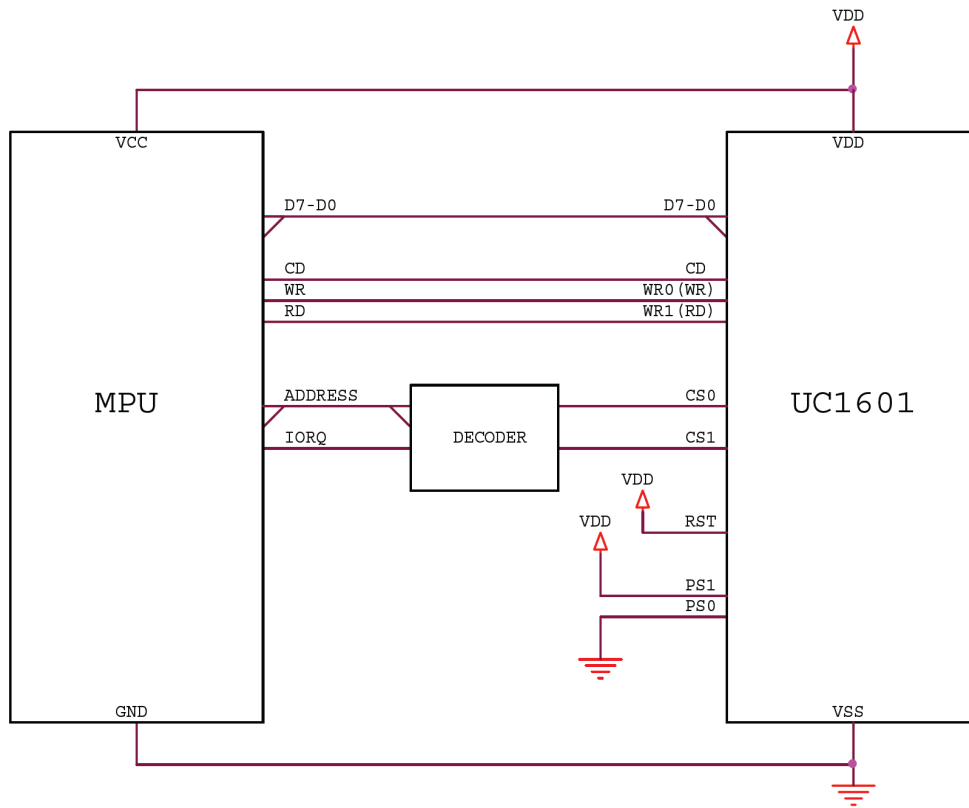 VDD
VCC VDD
D7-D0 D7-D0
CD CD
WR WR0(WR)
RD WR1(RD)
ADDRESS CS0
MPU UC1601
IORQ DECODER CS1
VDD
VDD RST
PS1
PS0
GND VSS